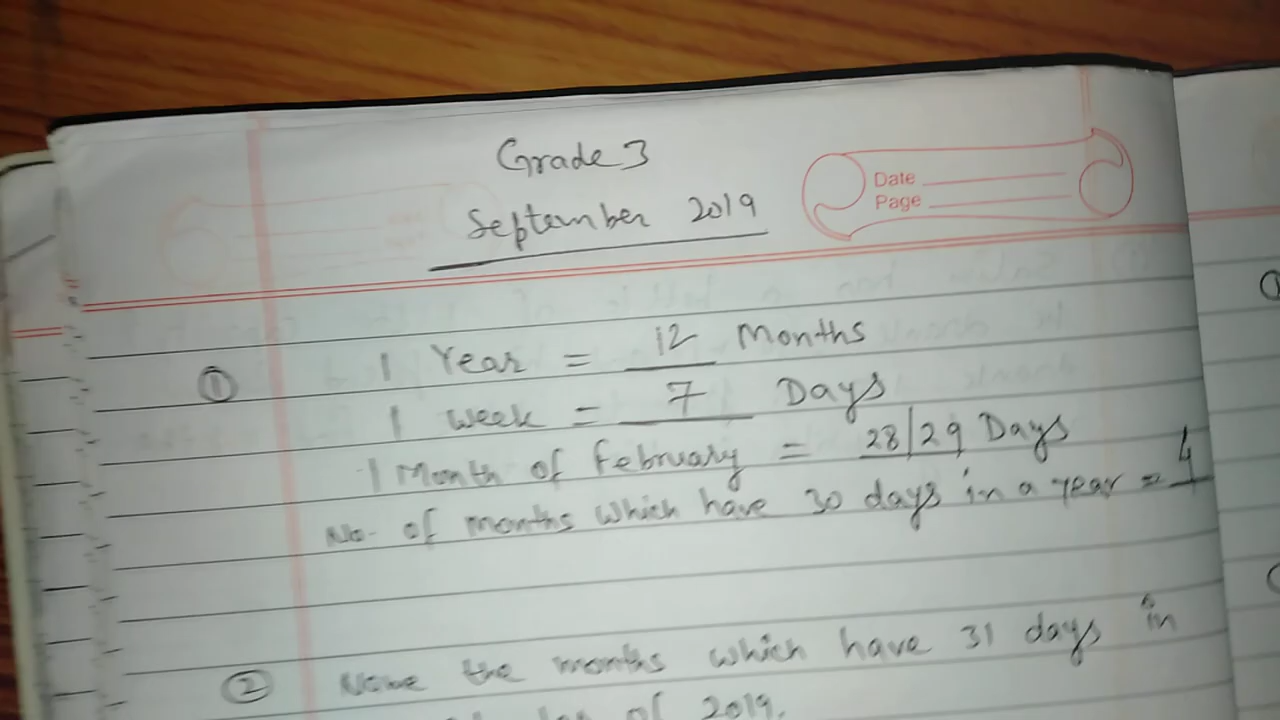 Grade 3
September 2019
Date
Page
① 1 Year = 12 Months
1 Week = 7 Days
1 Month of February = 28/29 Days
No. of months which have 30 days in a year = 4
② Name the months which have 31 days in
of 2019.